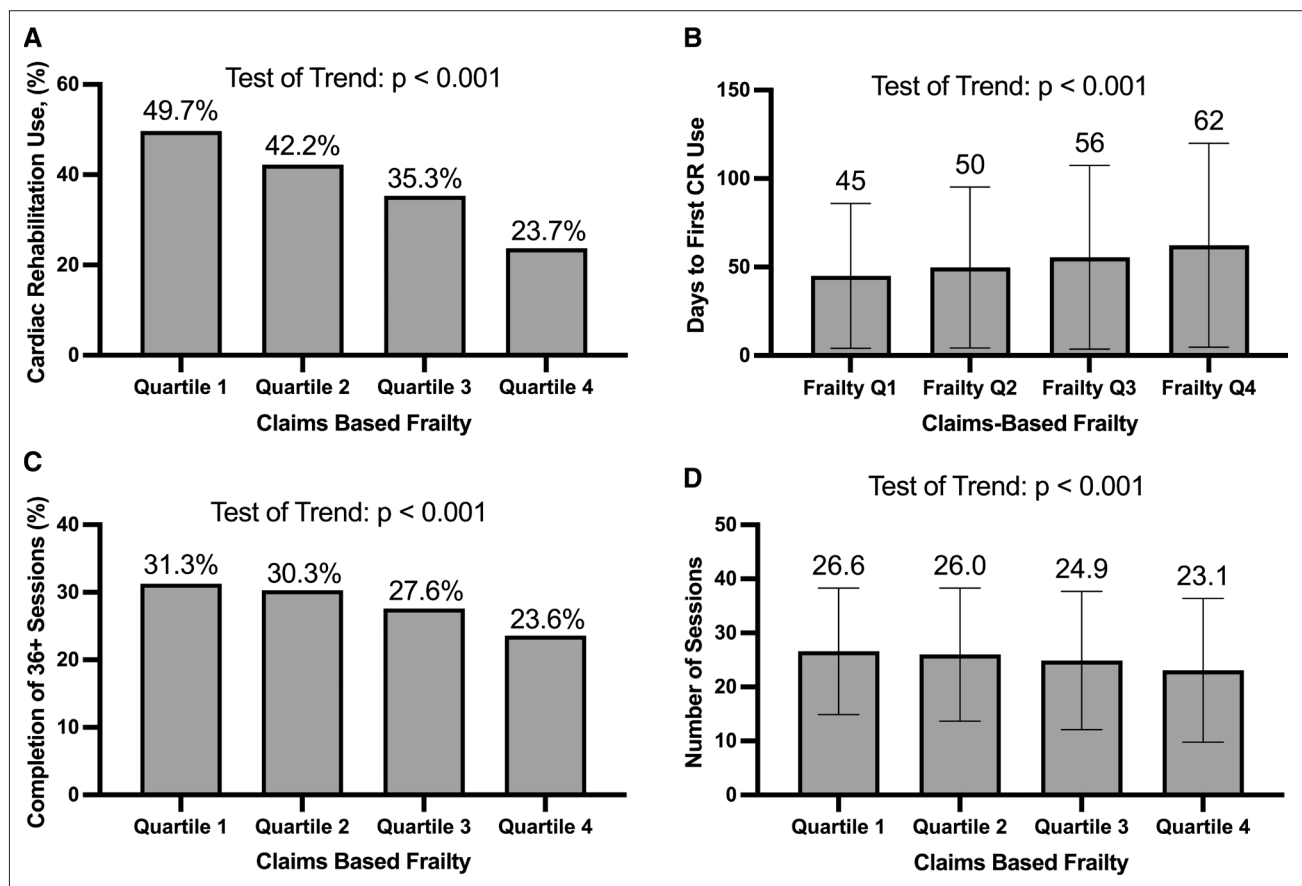 A
Test of Trend: p < 0.001
Cardiac Rehabilitation Use, (%)
60
40
20
0
49.7%
42.2%
35.3%
23.7%
Quartile 1
Quartile 2
Quartile 3
Quartile 4
Claims Based Frailty
B
Test of Trend: p < 0.001
Days to First CR Use
150
100
50
0
45
50
56
62
Frailty Q1
Frailty Q2
Frailty Q3
Frailty Q4
Claims-Based Frailty
C
Test of Trend: p < 0.001
Completion of 36+ Sessions (%)
40
30
20
10
0
31.3%
30.3%
27.6%
23.6%
Quartile 1
Quartile 2
Quartile 3
Quartile 4
Claims Based Frailty
D
Test of Trend: p < 0.001
Number of Sessions
50
40
30
20
10
0
26.6
26.0
24.9
23.1
Quartile 1
Quartile 2
Quartile 3
Quartile 4
Claims Based Frailty